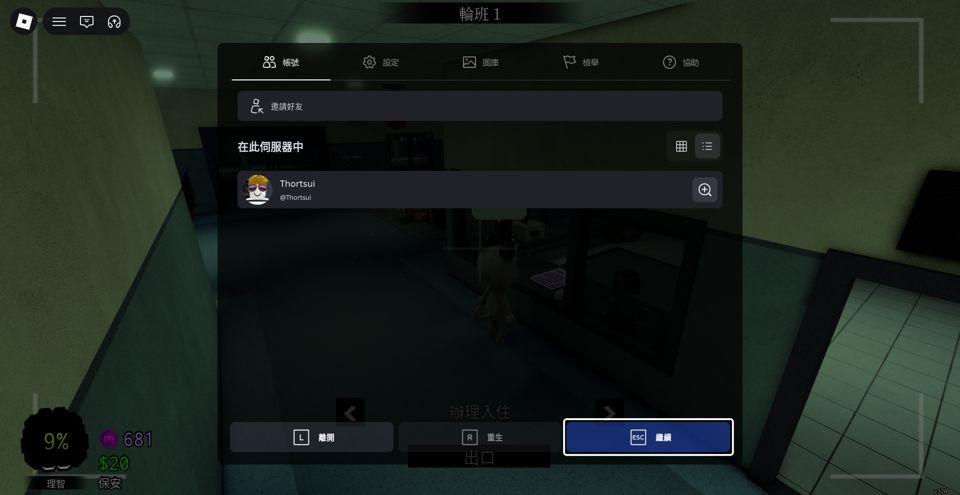 輪班 1
帳號
設定
圖庫
檢舉
協助
邀請好友
在此伺服器中
Thortsui
@Thortsui
辦理入住
L 離開
R 重生
ESC 繼續
出口
9%
681
$20
理智
保安